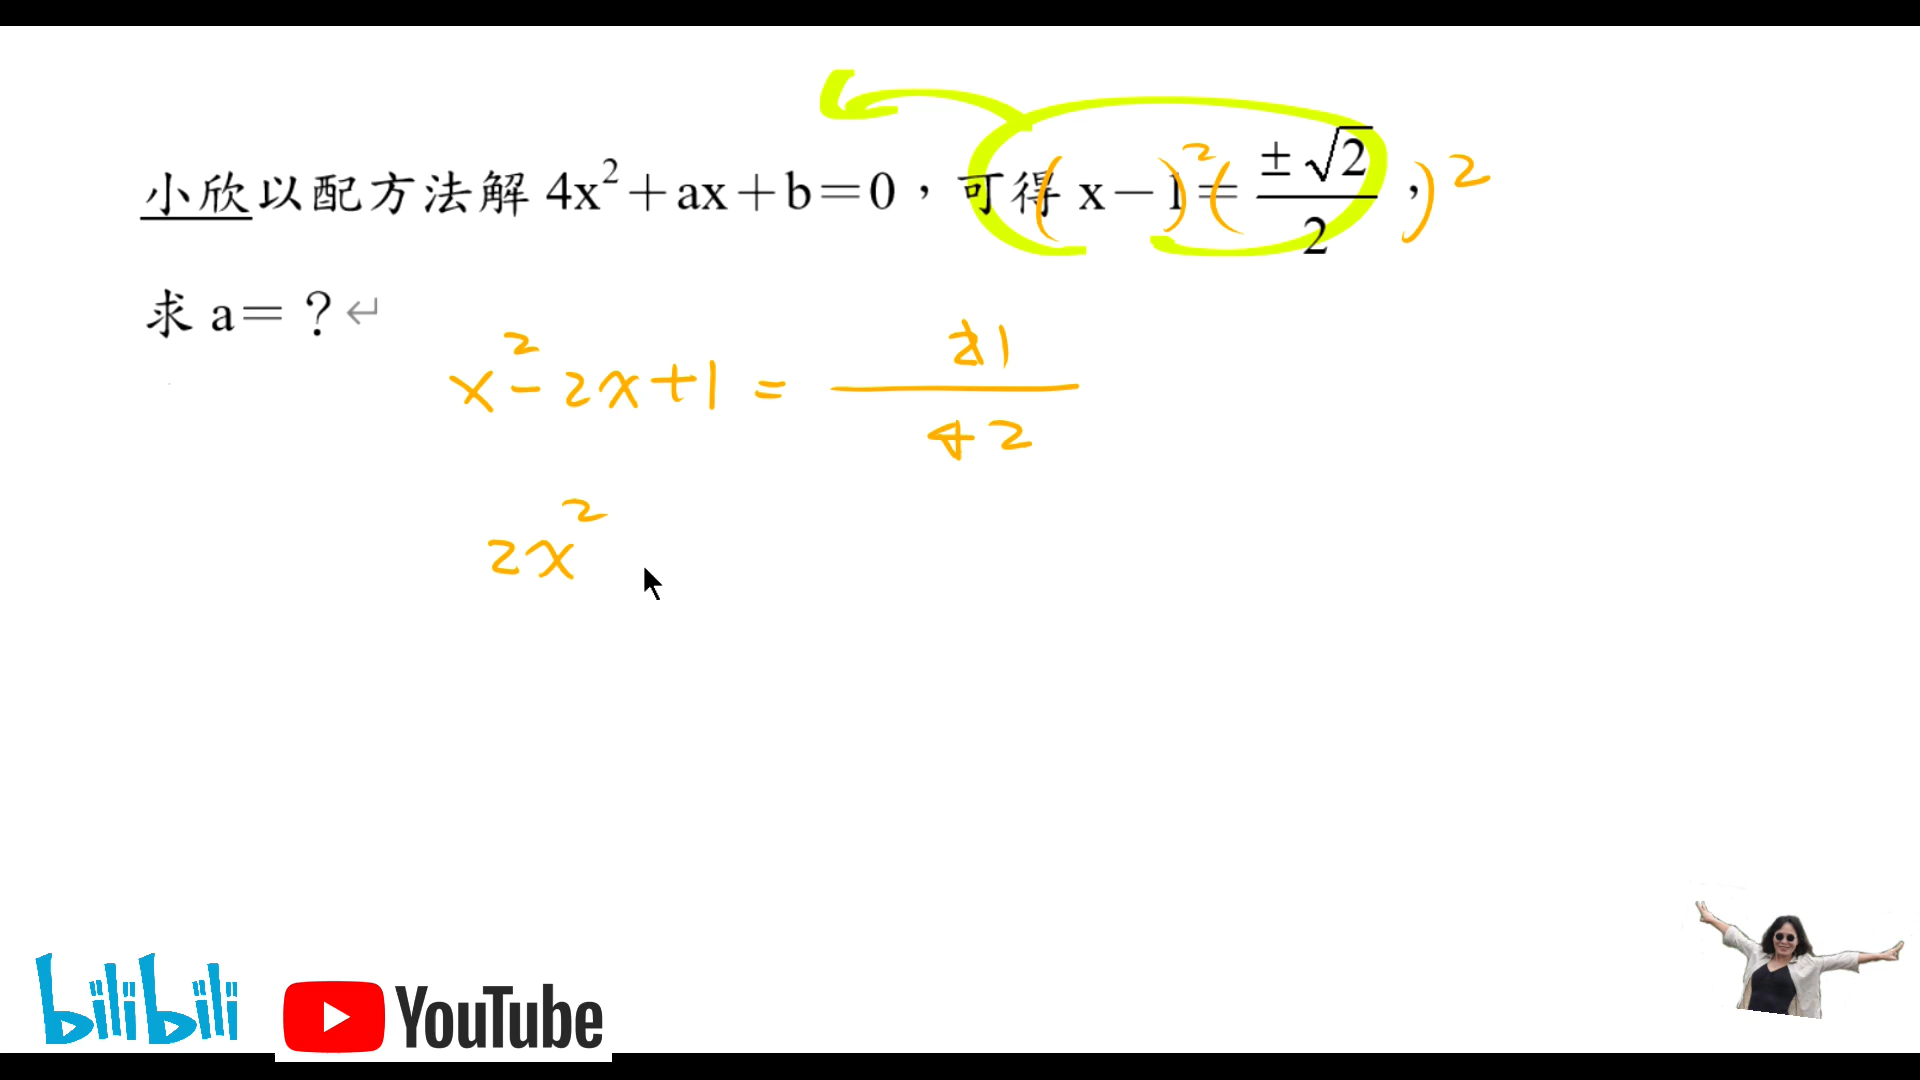 小欣以配方法解 4x²＋ax＋b＝0，可得 (x－1)²＝(±√2/2)²，
求 a＝？↵
x²-2x+1 = 2 1 / 4 2
2x²
bilibili YouTube